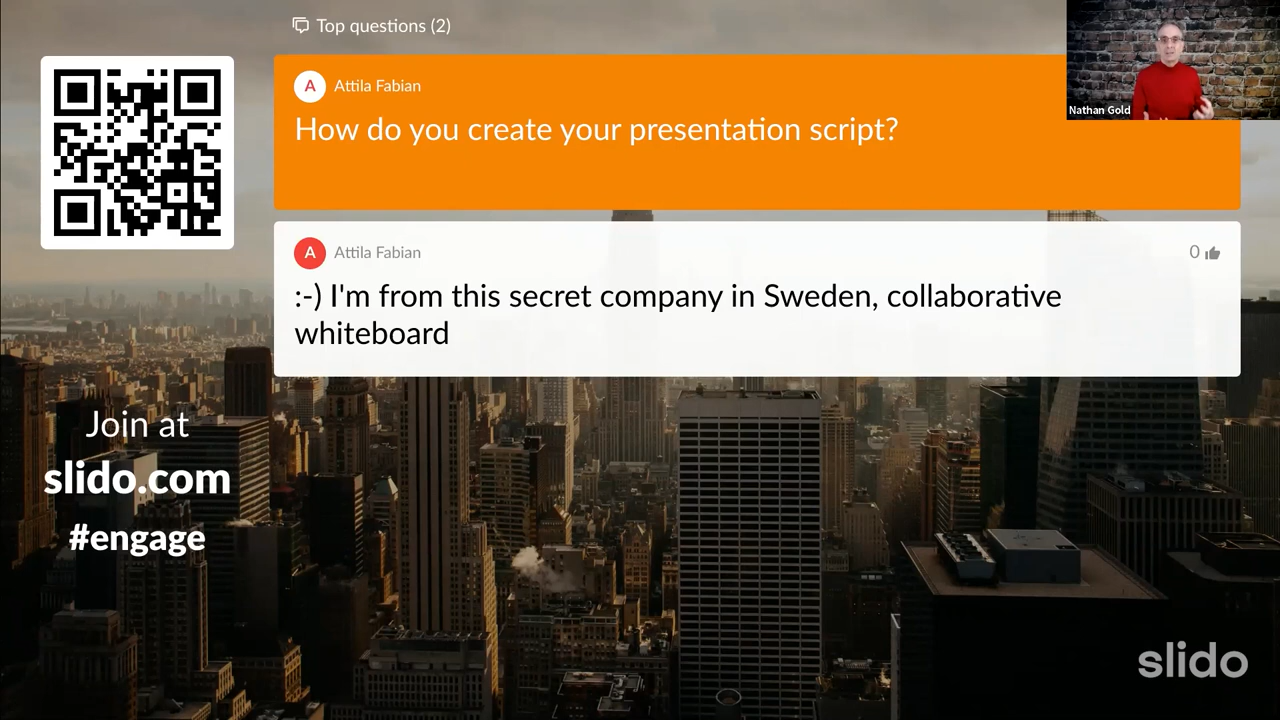 Top questions (2)
A Attila Fabian
How do you create your presentation script?
A Attila Fabian
0
:-) I'm from this secret company in Sweden, collaborative
whiteboard
Nathan Gold
Join at
slido.com
#engage
slido